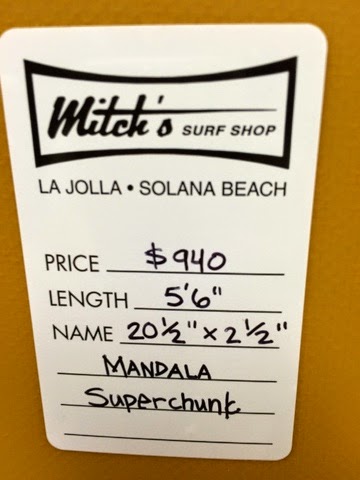 Mitch's SURF SHOP
LA JOLLA • SOLANA BEACH
PRICE $940
LENGTH 5'6"
NAME 20½" x 2½"
MANDALA
Superchunk